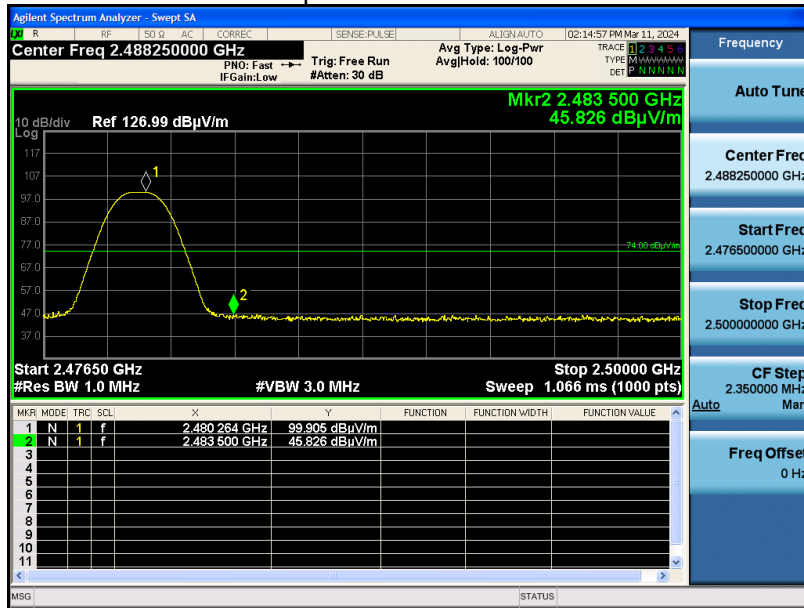 Agilent Spectrum Analyzer - Swept SA
LXI R RF 50 Ω AC CORREC SENSE:PULSE ALIGN AUTO 02:14:57 PM Mar 11, 2024
Center Freq 2.488250000 GHz
PNO: Fast
IFGain:Low
Trig: Free Run
#Atten: 30 dB
Avg Type: Log-Pwr
Avg|Hold: 100/100
TRACE 1 2 3 4 5 6
TYPE M W W W W W
DET P N N N N N
Frequency
Auto Tune
Center Freq
2.488250000 GHz
Start Freq
2.476500000 GHz
Stop Freq
2.500000000 GHz
CF Step
2.350000 MHz
Auto Man
Freq Offset
0 Hz
Mkr2 2.483 500 GHz
45.826 dBµV/m
10 dB/div Ref 126.99 dBµV/m
Log
117
107
97.0
87.0
77.0
67.0
57.0
47.0
37.0
1
74.00 dBµV/m
2
Start 2.47650 GHz Stop 2.50000 GHz
#Res BW 1.0 MHz #VBW 3.0 MHz Sweep 1.066 ms (1000 pts)
MKR MODE TRC SCL X Y FUNCTION FUNCTION WIDTH FUNCTION VALUE
1 N 1 f 2.480 264 GHz 99.905 dBµV/m
2 N 1 f 2.483 500 GHz 45.826 dBµV/m
3
4
5
6
7
8
9
10
11
MSG STATUS